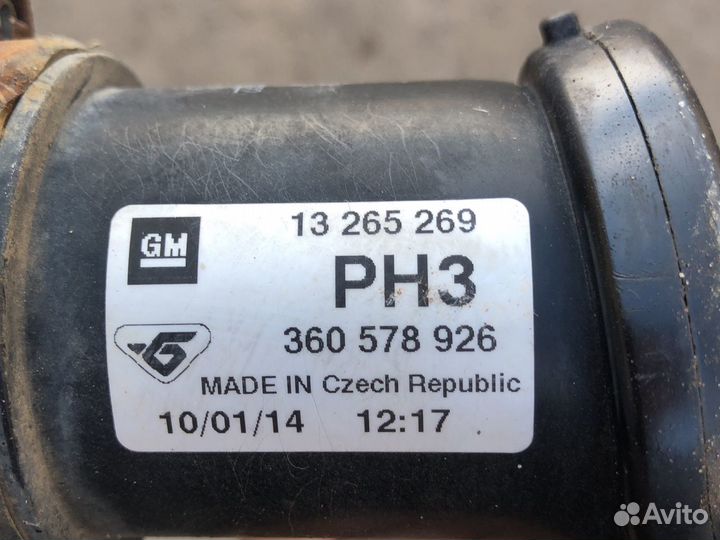 GM
13 265 269
PH3
360 578 926
MADE IN Czech Republic
10/01/14 12:17
Avito